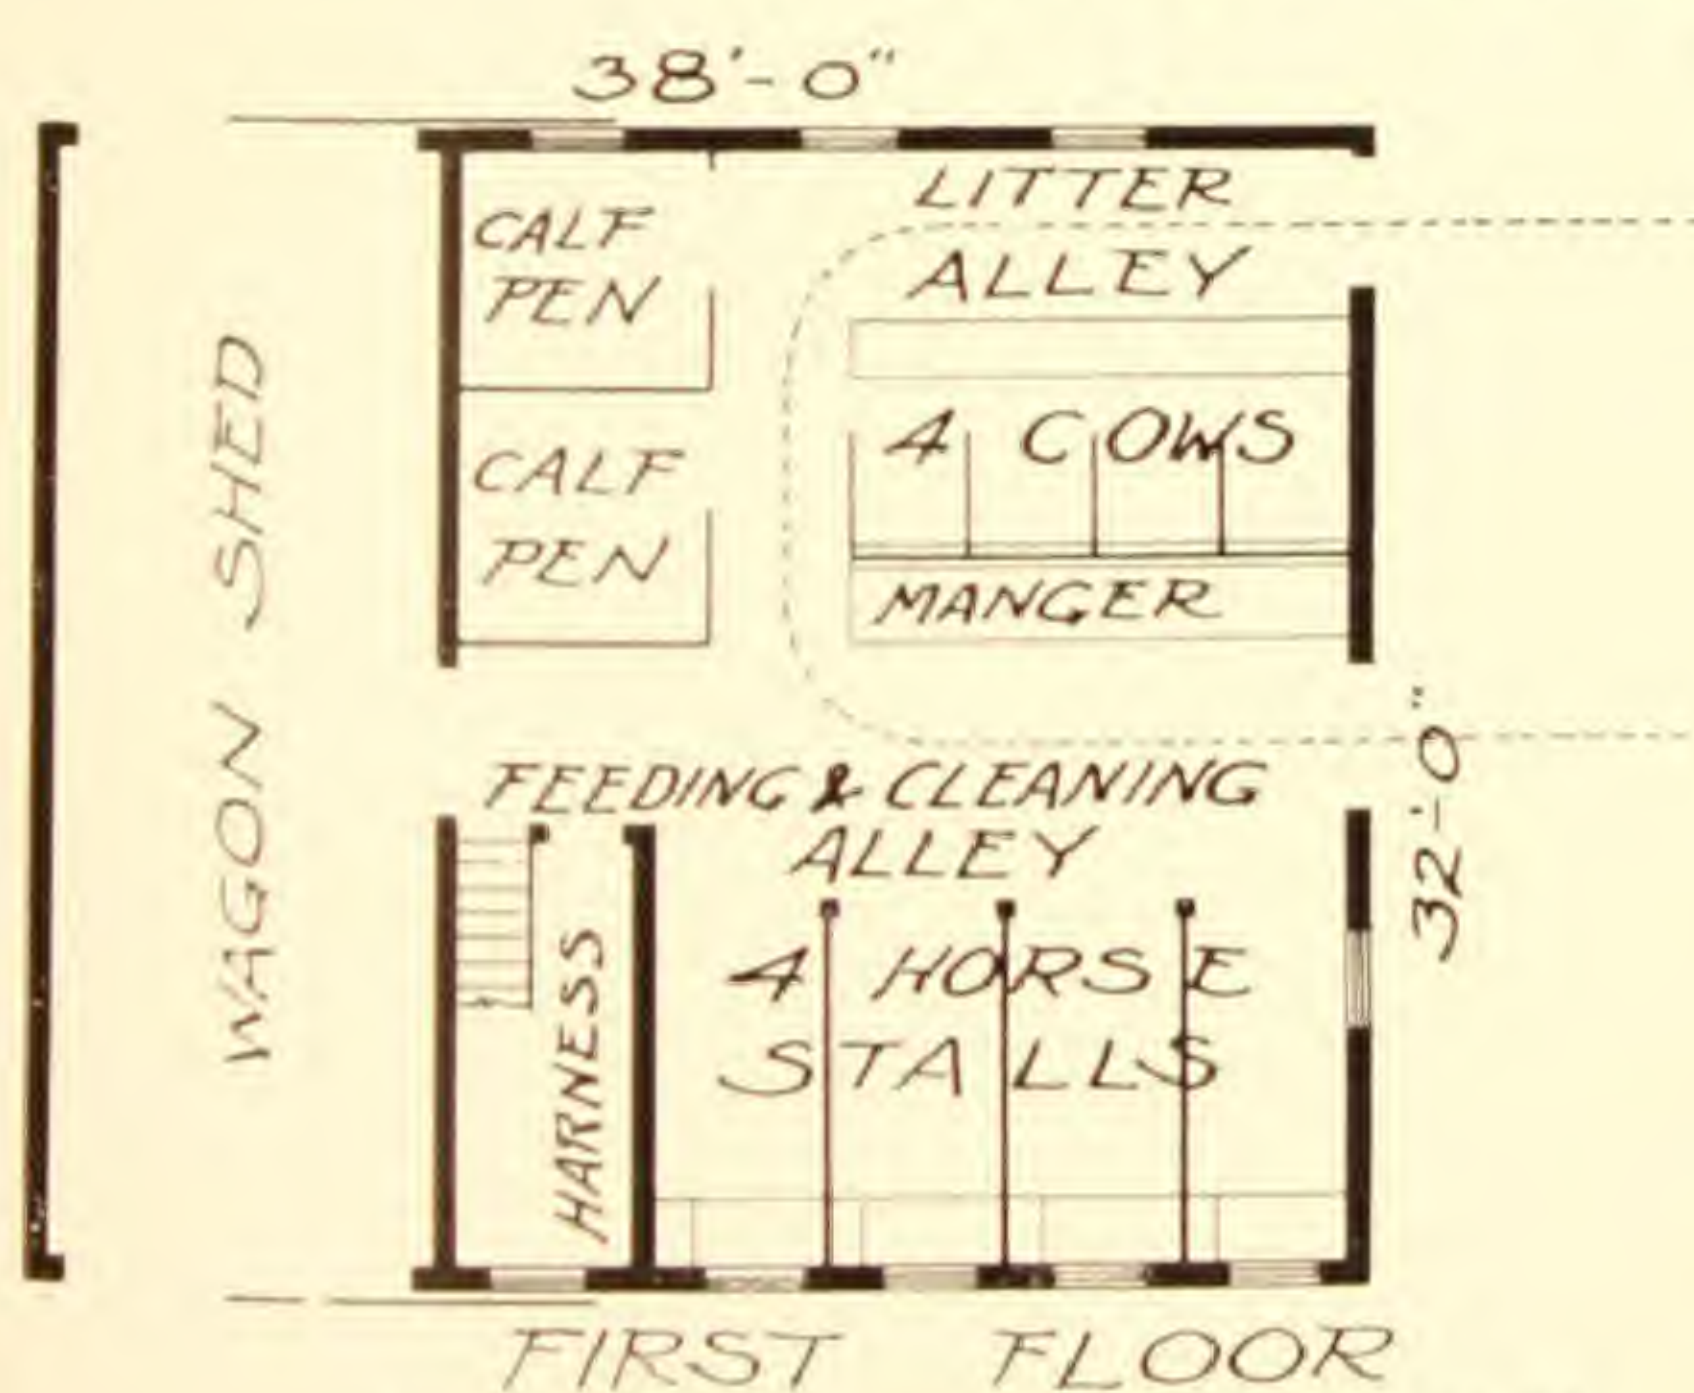 38'-0"
LITTER
ALLEY
CALF
PEN
4 COWS
CALF
PEN
MANGER
WAGON SHED
FEEDING & CLEANING
ALLEY
32'-0"
4 HORSE
STALLS
HARNESS
FIRST FLOOR